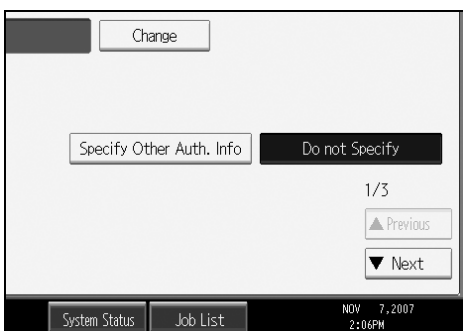 Change
Specify Other Auth. Info
Do not Specify
1/3
▲ Previous
▼ Next
System Status
Job List
NOV 7,2007
2:06PM